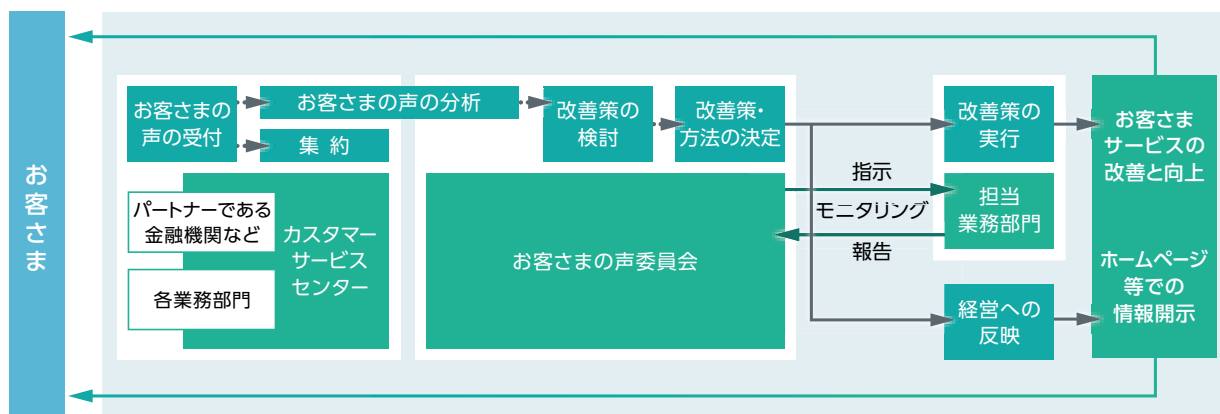 お客さま
お客さまの
声の受付
お客さまの声の分析
集 約
パートナーである
金融機関など
各業務部門
カスタマー
サービス
センター
改善策の
検討
改善策・
方法の決定
お客さまの声委員会
指示
モニタリング
報告
改善策の
実行
担当
業務部門
経営への
反映
お客さま
サービスの
改善と向上
ホームページ
等での
情報開示